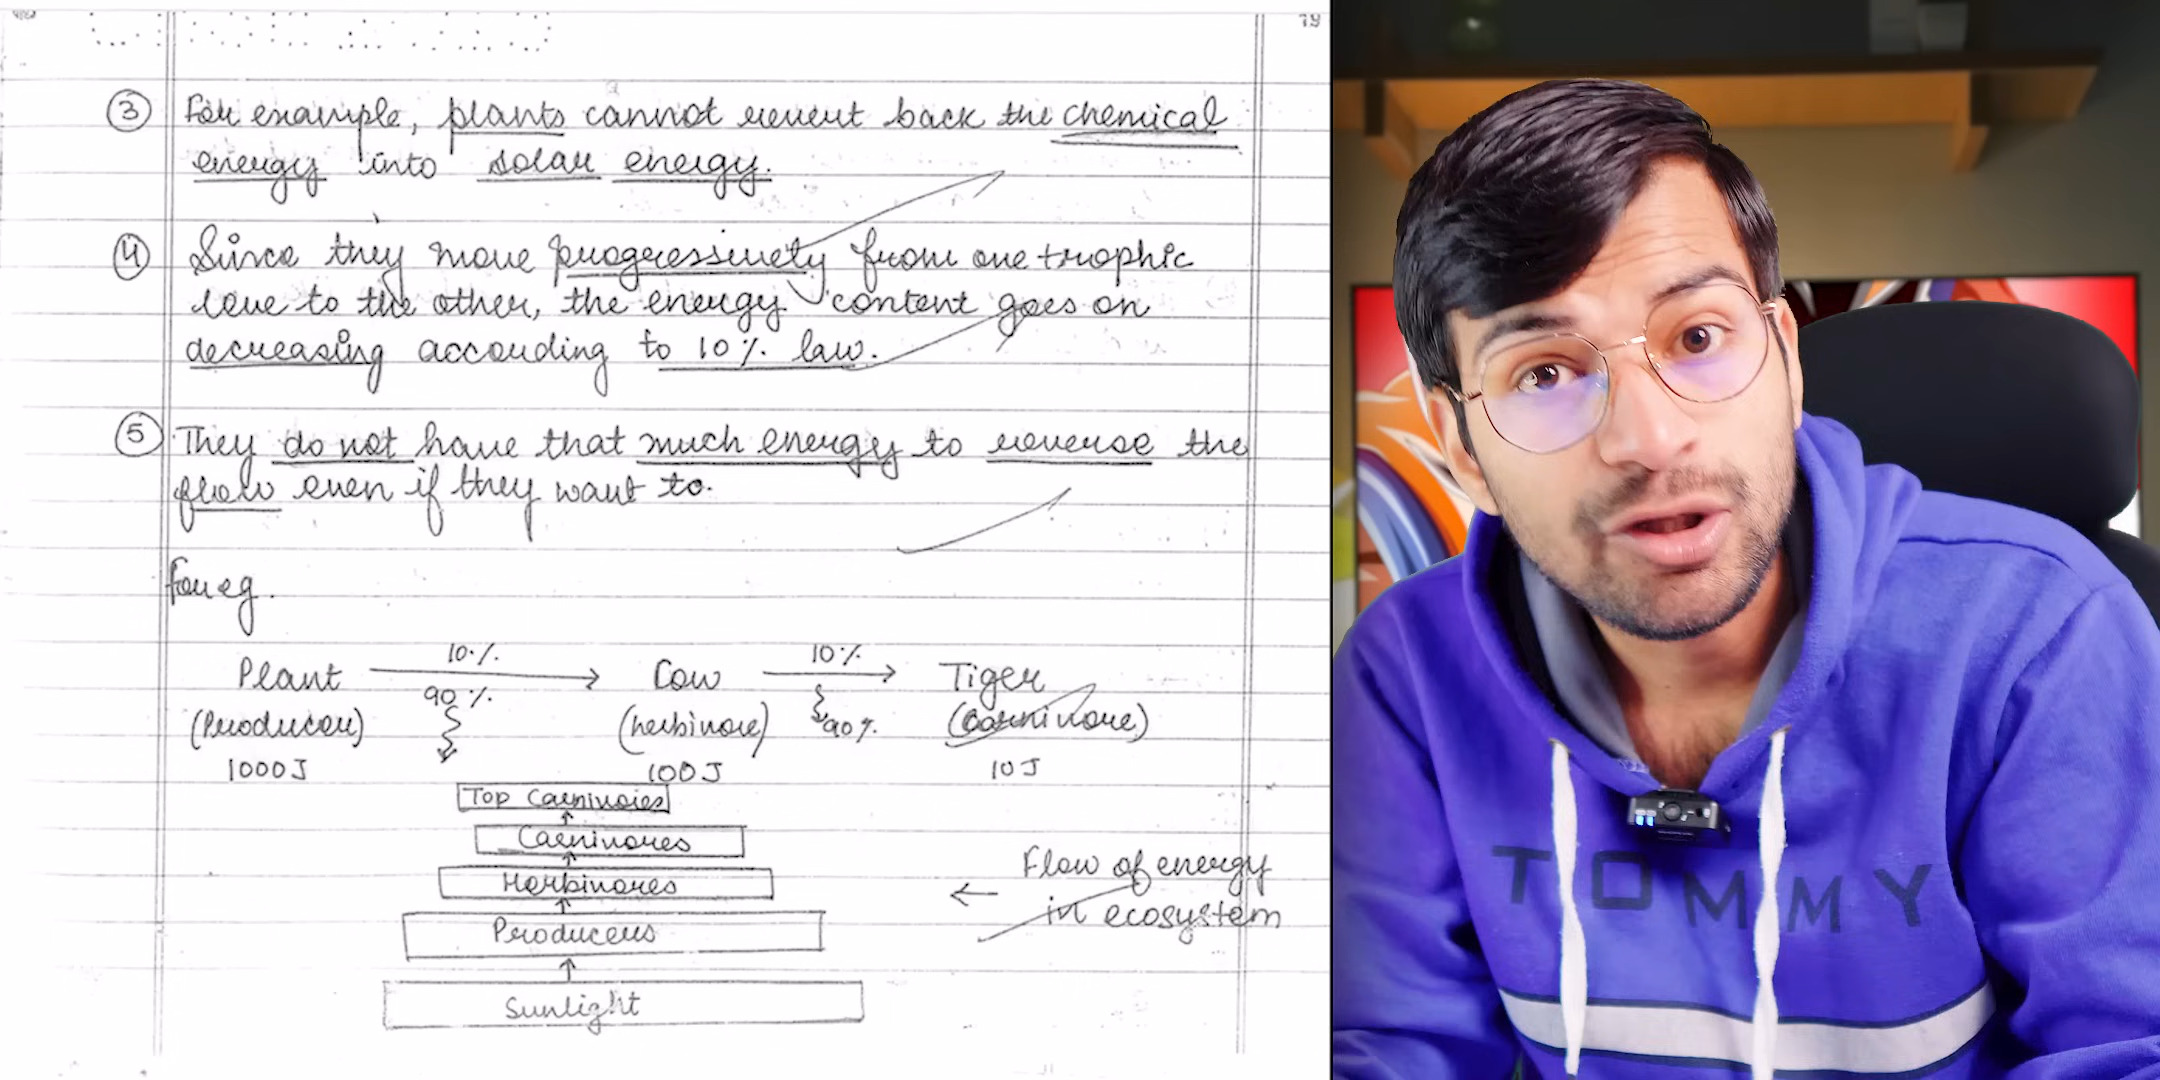 79
③ For example, plants cannot revert back the chemical
energy into solar energy.
④ Since they move progressively from one trophic
leve to the other, the energy content goes on
decreasing according to 10% law.
⑤ They do not have that much energy to reverse the
flow even if they want to.
for eg.
10% 10%
Plant Cow Tiger
90% 90%
(Producer) (herbivore) (carnivore)
1000J 100J 10J
Top Carnivores
Carnivores
Herbivores
Producers
Sunlight
Flow of energy
in ecosystem
TOMMY